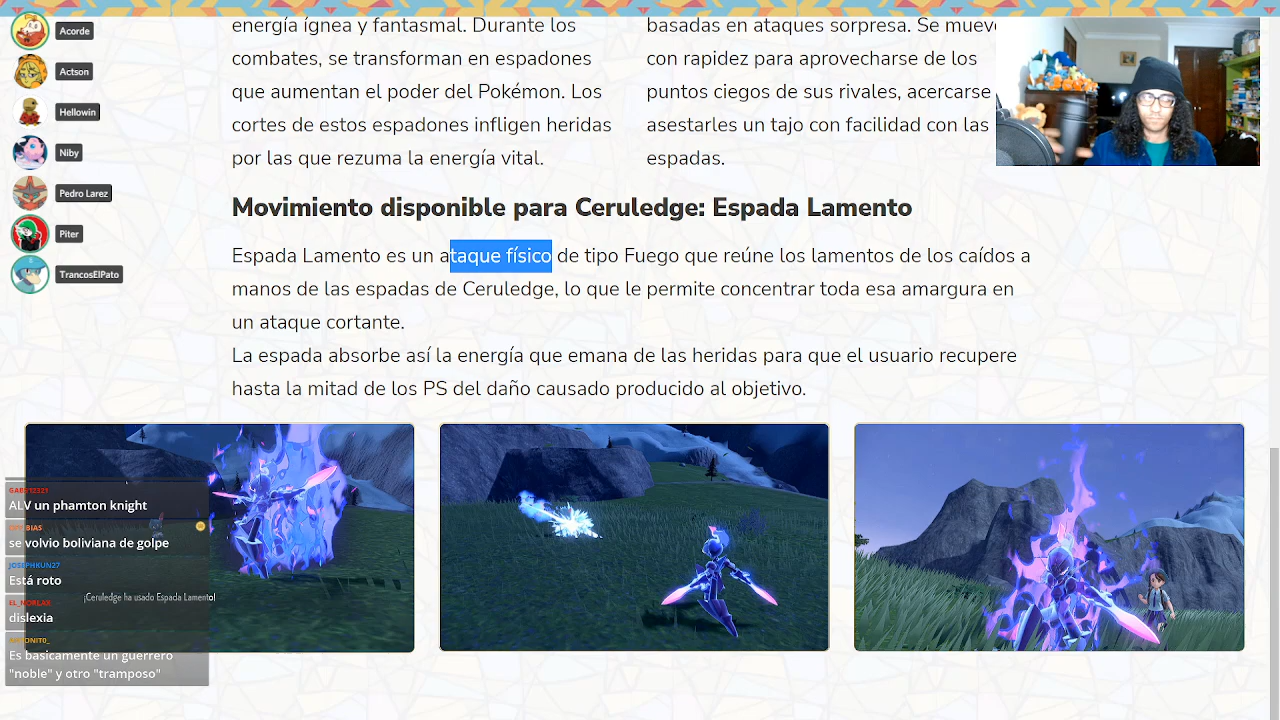 Acorde
Actson
Hellowin
Niby
Pedro Larez
Piter
TrancosElPato
energía ígnea y fantasmal. Durante los
combates, se transforman en espadones
que aumentan el poder del Pokémon. Los
cortes de estos espadones infligen heridas
por las que rezuma la energía vital.
basadas en ataques sorpresa. Se mueve
con rapidez para aprovecharse de los
puntos ciegos de sus rivales, acercarse
asestarles un tajo con facilidad con las
espadas.
Movimiento disponible para Ceruledge: Espada Lamento
Espada Lamento es un ataque físico de tipo Fuego que reúne los lamentos de los caídos a
manos de las espadas de Ceruledge, lo que le permite concentrar toda esa amargura en
un ataque cortante.
La espada absorbe así la energía que emana de las heridas para que el usuario recupere
hasta la mitad de los PS del daño causado producido al objetivo.
ALV un phamton knight
se volvio boliviana de golpe
JOSEPHKUN27
Está roto
dislexia
Es basicamente un guerrero
"noble" y otro "tramposo"
¡Ceruledge ha usado Espada Lamento!